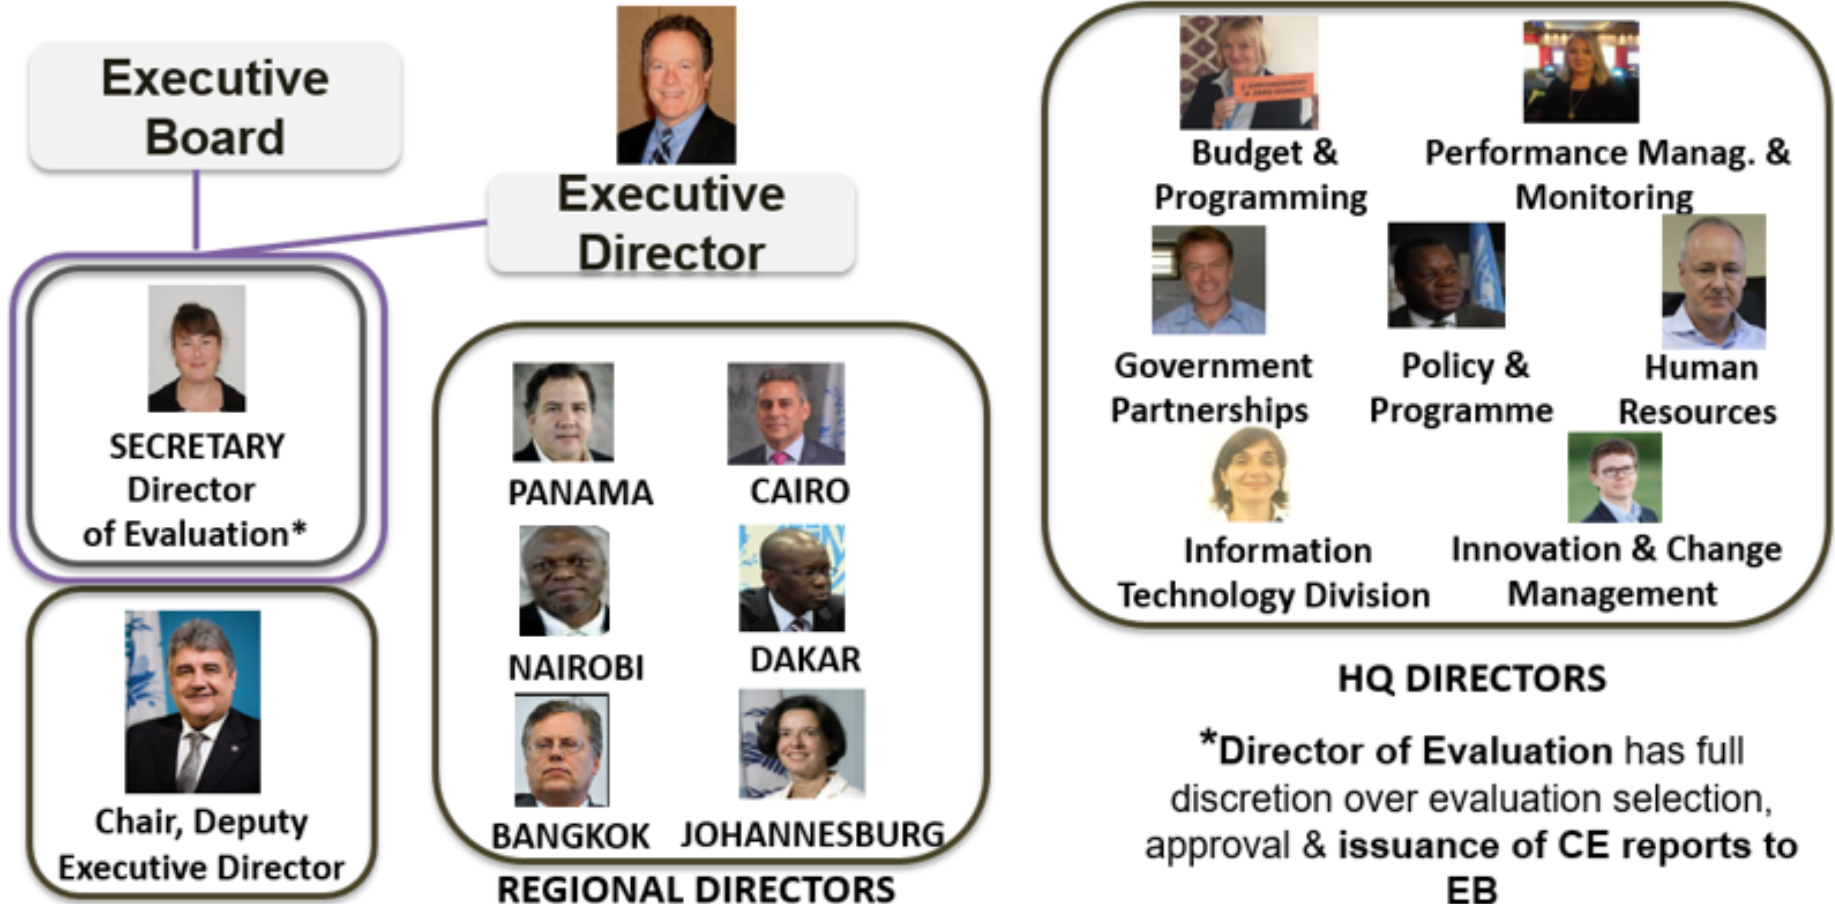 Executive
Board
Executive
Director
SECRETARY
Director
of Evaluation*
Chair, Deputy
Executive Director
PANAMA
CAIRO
NAIROBI
DAKAR
BANGKOK
JOHANNESBURG
REGIONAL DIRECTORS
Budget &
Programming
Performance Manag. &
Monitoring
Government
Partnerships
Policy &
Programme
Human
Resources
Information
Technology Division
Innovation & Change
Management
HQ DIRECTORS
*Director of Evaluation has full
discretion over evaluation selection,
approval & issuance of CE reports to
EB